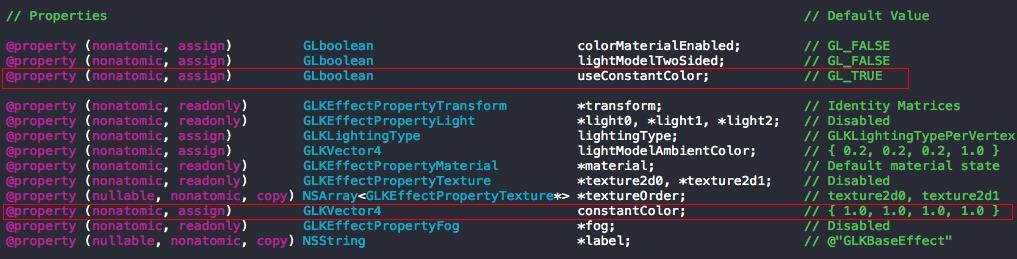 // Properties // Default Value
@property (nonatomic, assign) GLboolean colorMaterialEnabled; // GL_FALSE
@property (nonatomic, assign) GLboolean lightModelTwoSided; // GL_FALSE
@property (nonatomic, assign) GLboolean useConstantColor; // GL_TRUE
@property (nonatomic, readonly) GLKEffectPropertyTransform *transform; // Identity Matrices
@property (nonatomic, readonly) GLKEffectPropertyLight *light0, *light1, *light2; // Disabled
@property (nonatomic, assign) GLKLightingType lightingType; // GLKLightingTypePerVertex
@property (nonatomic, assign) GLKVector4 lightModelAmbientColor; // { 0.2, 0.2, 0.2, 1.0 }
@property (nonatomic, readonly) GLKEffectPropertyMaterial *material; // Default material state
@property (nonatomic, readonly) GLKEffectPropertyTexture *texture2d0, *texture2d1; // Disabled
@property (nullable, nonatomic, copy) NSArray<GLKEffectPropertyTexture*> *textureOrder; // texture2d0, texture2d1
@property (nonatomic, assign) GLKVector4 constantColor; // { 1.0, 1.0, 1.0, 1.0 }
@property (nonatomic, readonly) GLKEffectPropertyFog *fog; // Disabled
@property (nullable, nonatomic, copy) NSString *label; // @"GLKBaseEffect"